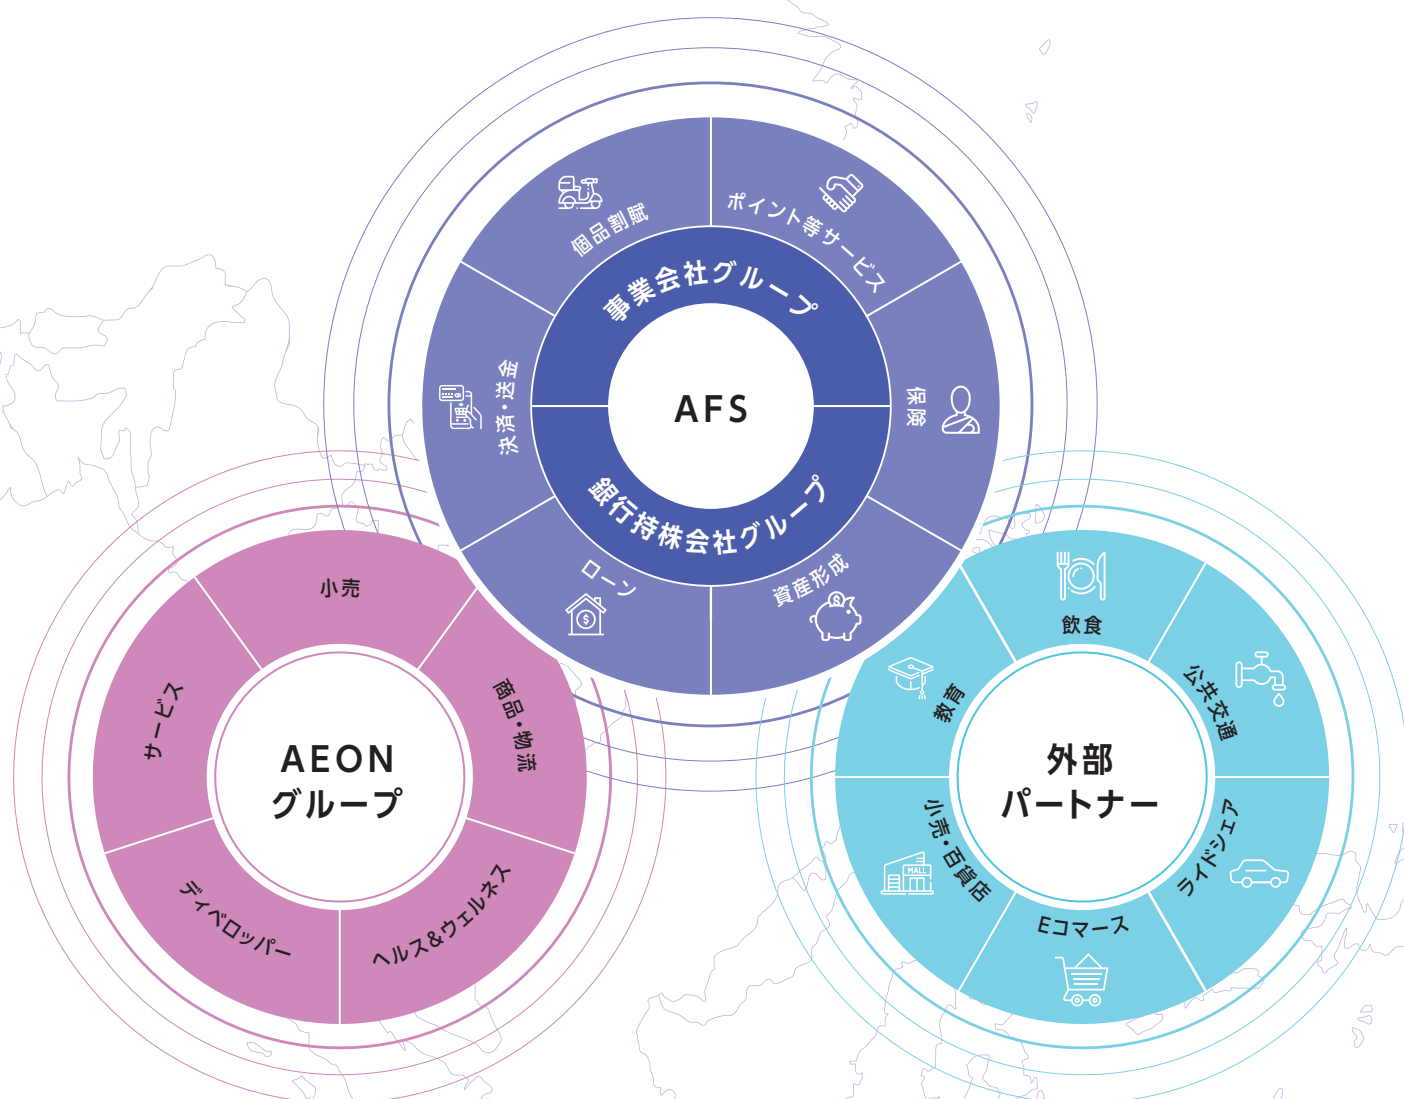 個品割賦
ポイント等サービス
保険
資産形成
ローン
決済・送金
事業会社グループ
銀行持株会社グループ
AFS
小売
商品・物流
ヘルス&ウェルネス
ディベロッパー
サービス
AEON
グループ
飲食
公共交通
ライドシェア
Eコマース
小売・百貨店
MALL
教育
外部
パートナー